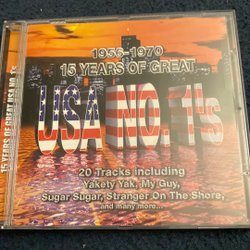 1956-1970
15 YEARS OF GREAT
USA NO. 1's
20 Tracks including
Yakety Yak, My Guy,
Sugar Sugar, Stranger On The Shore,
and many more...
15 YEARS OF GREAT USA NO. 1's